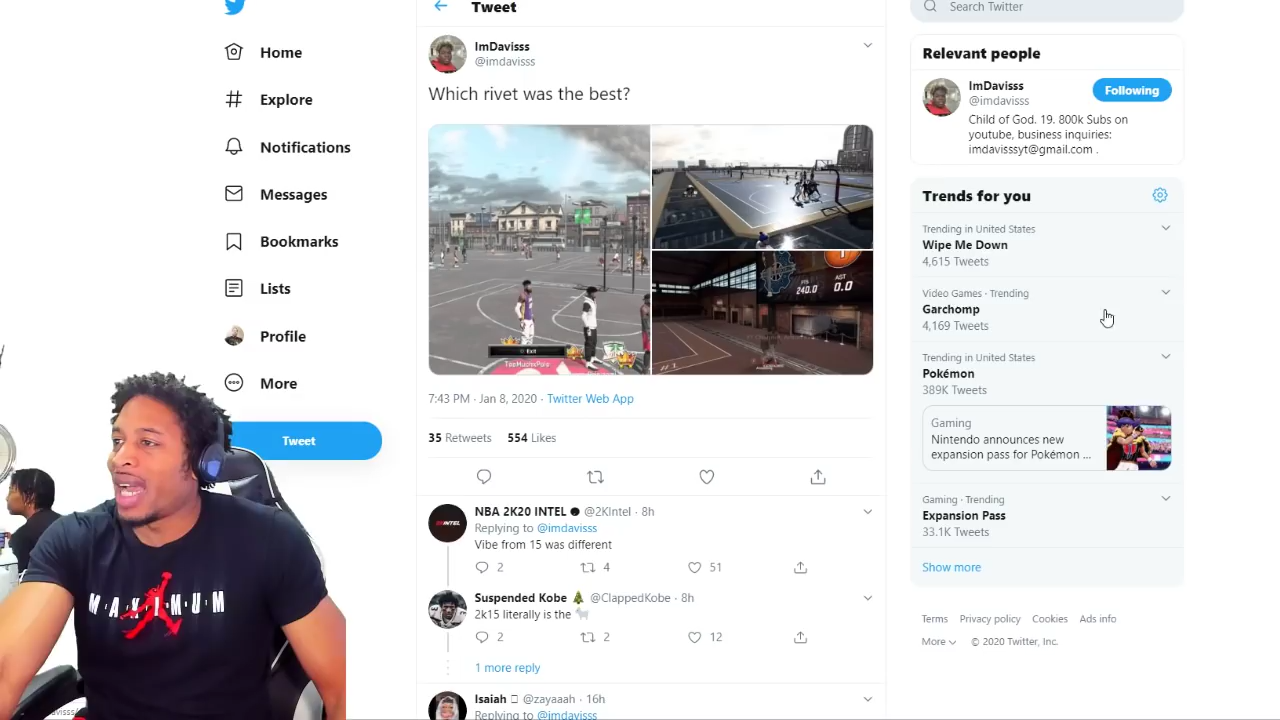 Home
Explore
Notifications
Messages
Bookmarks
Lists
Profile
More
Tweet
Tweet
ImDavisss
@imdavisss
Which rivet was the best?
Exit
PTS
240.0
AST
0.0
7:43 PM · Jan 8, 2020 · Twitter Web App
35 Retweets 554 Likes
NBA 2K20 INTEL @2KIntel · 8h
Replying to @imdavisss
Vibe from 15 was different
2 4 51
Suspended Kobe 🎄 @ClappedKobe · 8h
2k15 literally is the 🐐
2 2 12
1 more reply
Isaiah @zayaaah · 16h
Replying to @imdavisss
Search Twitter
Relevant people
ImDavisss
@imdavisss
Following
Child of God. 19. 800k Subs on
youtube, business inquiries:
imdavisssyt@gmail.com .
Trends for you
Trending in United States
Wipe Me Down
4,615 Tweets
Video Games · Trending
Garchomp
4,169 Tweets
Trending in United States
Pokémon
389K Tweets
Gaming
Nintendo announces new
expansion pass for Pokémon ...
Gaming · Trending
Expansion Pass
33.1K Tweets
Show more
Terms Privacy policy Cookies Ads info
More © 2020 Twitter, Inc.
MAXIMUM